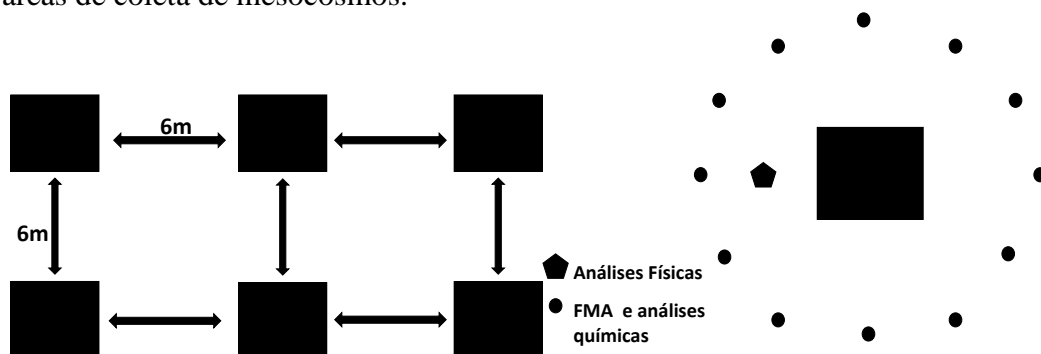 áreas de coleta de mesocosmos.
6m
6m
Análises Físicas
FMA e análises
químicas